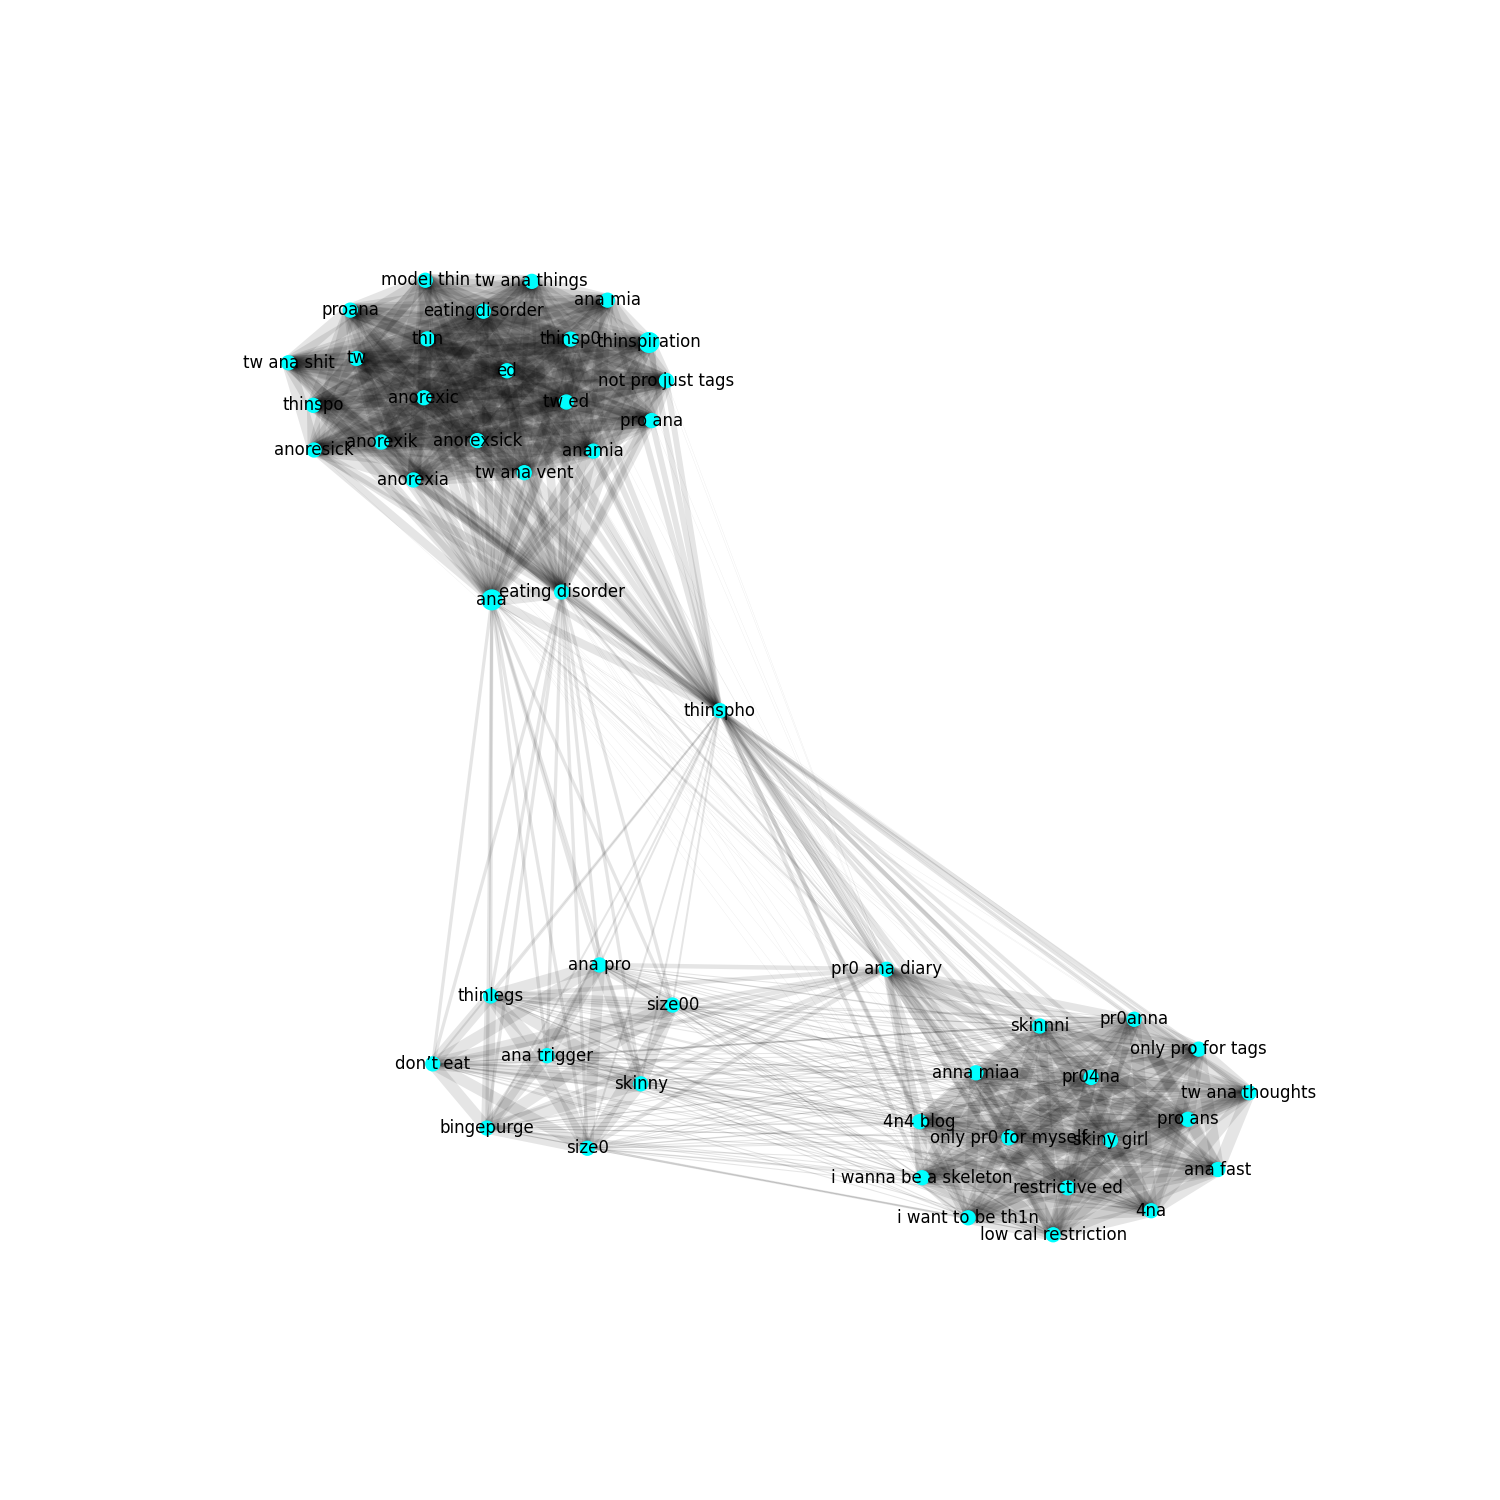 model thin
tw ana things
ana mia
proana
eatingdisorder
thin
thinsp0
thinspiration
tw ana shit
tw
ed
not pro just tags
thinspo
anorexic
tw ed
pro ana
anoresick
anorexik
anorexsick
anamia
anorexia
tw ana vent
ana
eating disorder
thinspho
ana pro
pr0 ana diary
thinlegs
size00
skinnni
pr0anna
don’t eat
ana trigger
only pro for tags
skinny
anna miaa
pr04na
tw ana thoughts
bingepurge
size0
4n4 blog
only pr0 for myself
skiny girl
pro ans
i wanna be a skeleton
restrictive ed
ana fast
i want to be th1n
4na
low cal restriction